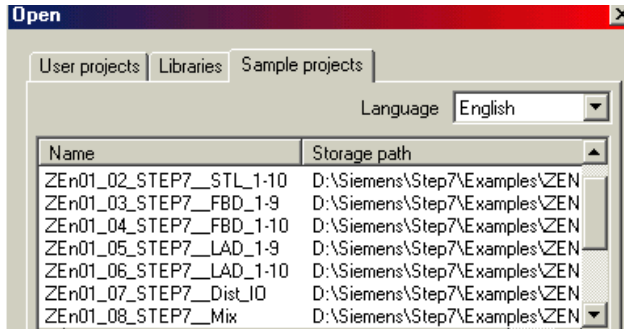 Open
User projects Libraries Sample projects
Language English
Name Storage path
ZEn01_02_STEP7__STL_1-10 D:\Siemens\Step7\Examples\ZEN
ZEn01_03_STEP7__FBD_1-9 D:\Siemens\Step7\Examples\ZEN
ZEn01_04_STEP7__FBD_1-10 D:\Siemens\Step7\Examples\ZEN
ZEn01_05_STEP7__LAD_1-9 D:\Siemens\Step7\Examples\ZEN
ZEn01_06_STEP7__LAD_1-10 D:\Siemens\Step7\Examples\ZEN
ZEn01_07_STEP7__Dist_IO D:\Siemens\Step7\Examples\ZEN
ZEn01_08_STEP7__Mix D:\Siemens\Step7\Examples\ZEN